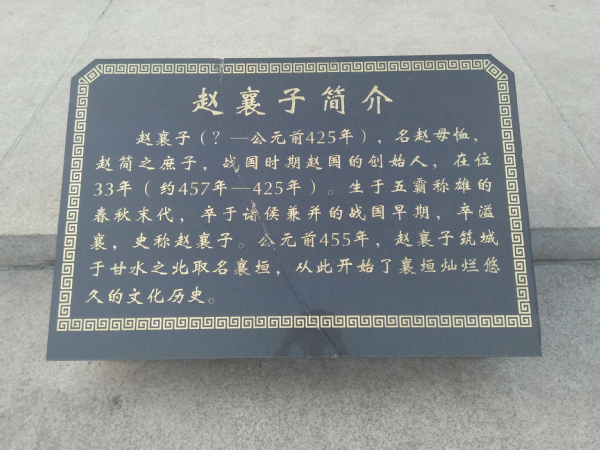 赵襄子简介
赵襄子（？—公元前425年），名赵毋恤，
赵简之庶子，战国时期赵国的创始人，在位
33年（约457年—425年）。生于五霸称雄的
春秋末代，卒于诸侯兼并的战国早期，卒溢
襄，史称赵襄子。公元前455年，赵襄子筑城
于甘水之北取名襄垣，从此开始了襄垣灿烂悠
久的文化历史。